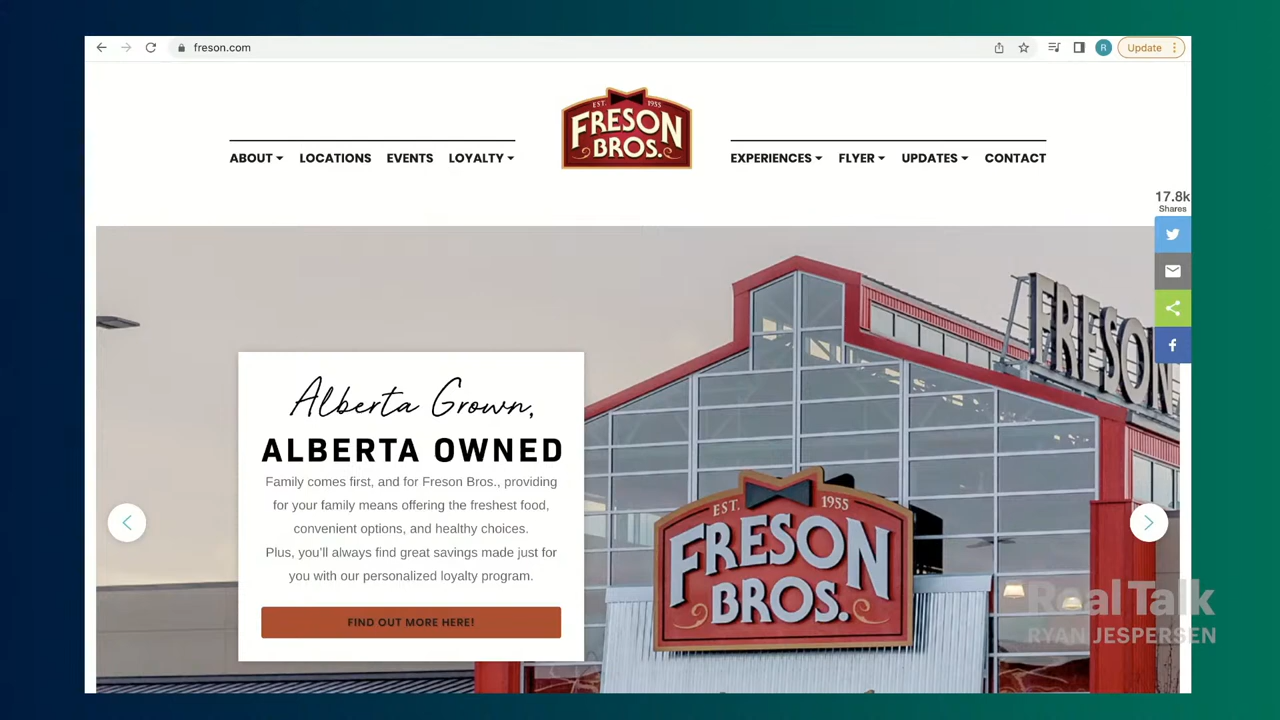 freson.com
R
Update
EST. 1955
FRESON
BROS.
ABOUT
LOCATIONS
EVENTS
LOYALTY
EXPERIENCES
FLYER
UPDATES
CONTACT
17.8k
Shares
FRESON
Alberta Grown,
ALBERTA OWNED
Family comes first, and for Freson Bros., providing
for your family means offering the freshest food,
convenient options, and healthy choices.
Plus, you'll always find great savings made just for
you with our personalized loyalty program.
FIND OUT MORE HERE!
EST. 1955
FRESON
BROS.
Real Talk
RYAN JESPERSEN